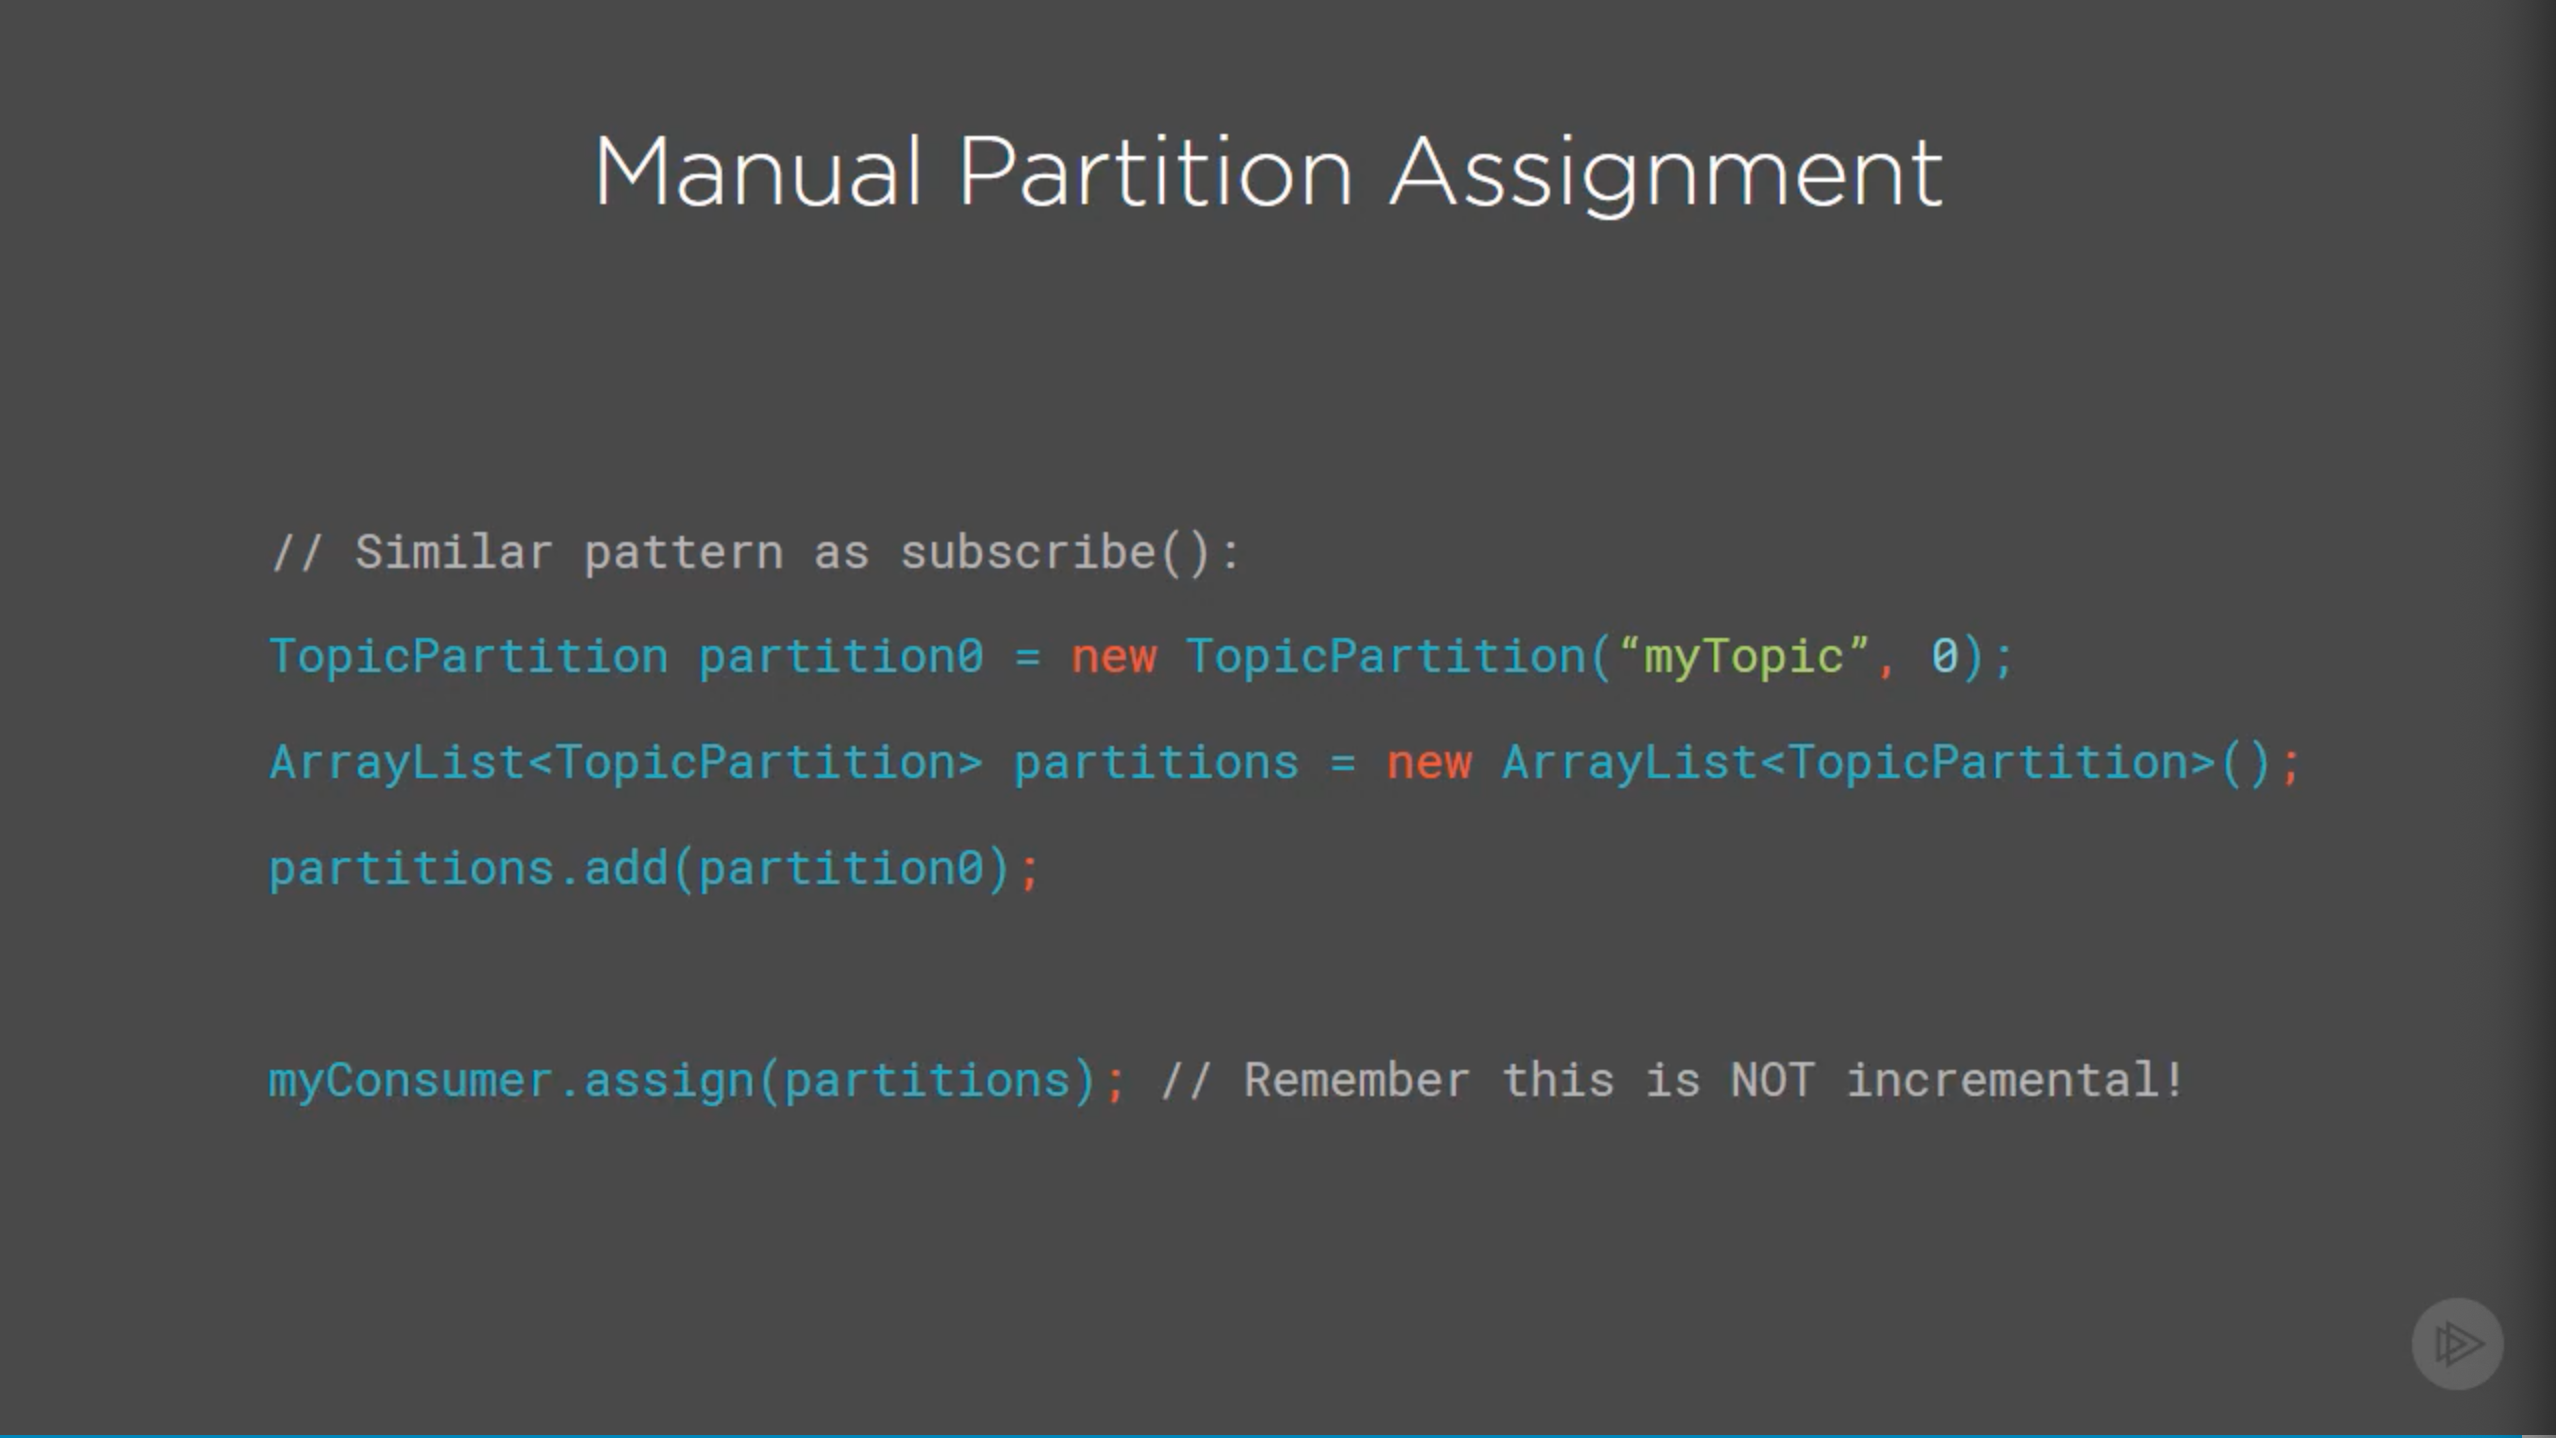 Manual Partition Assignment
// Similar pattern as subscribe():
TopicPartition partition0 = new TopicPartition(“myTopic”, 0);
ArrayList<TopicPartition> partitions = new ArrayList<TopicPartition>();
partitions.add(partition0);
myConsumer.assign(partitions); // Remember this is NOT incremental!